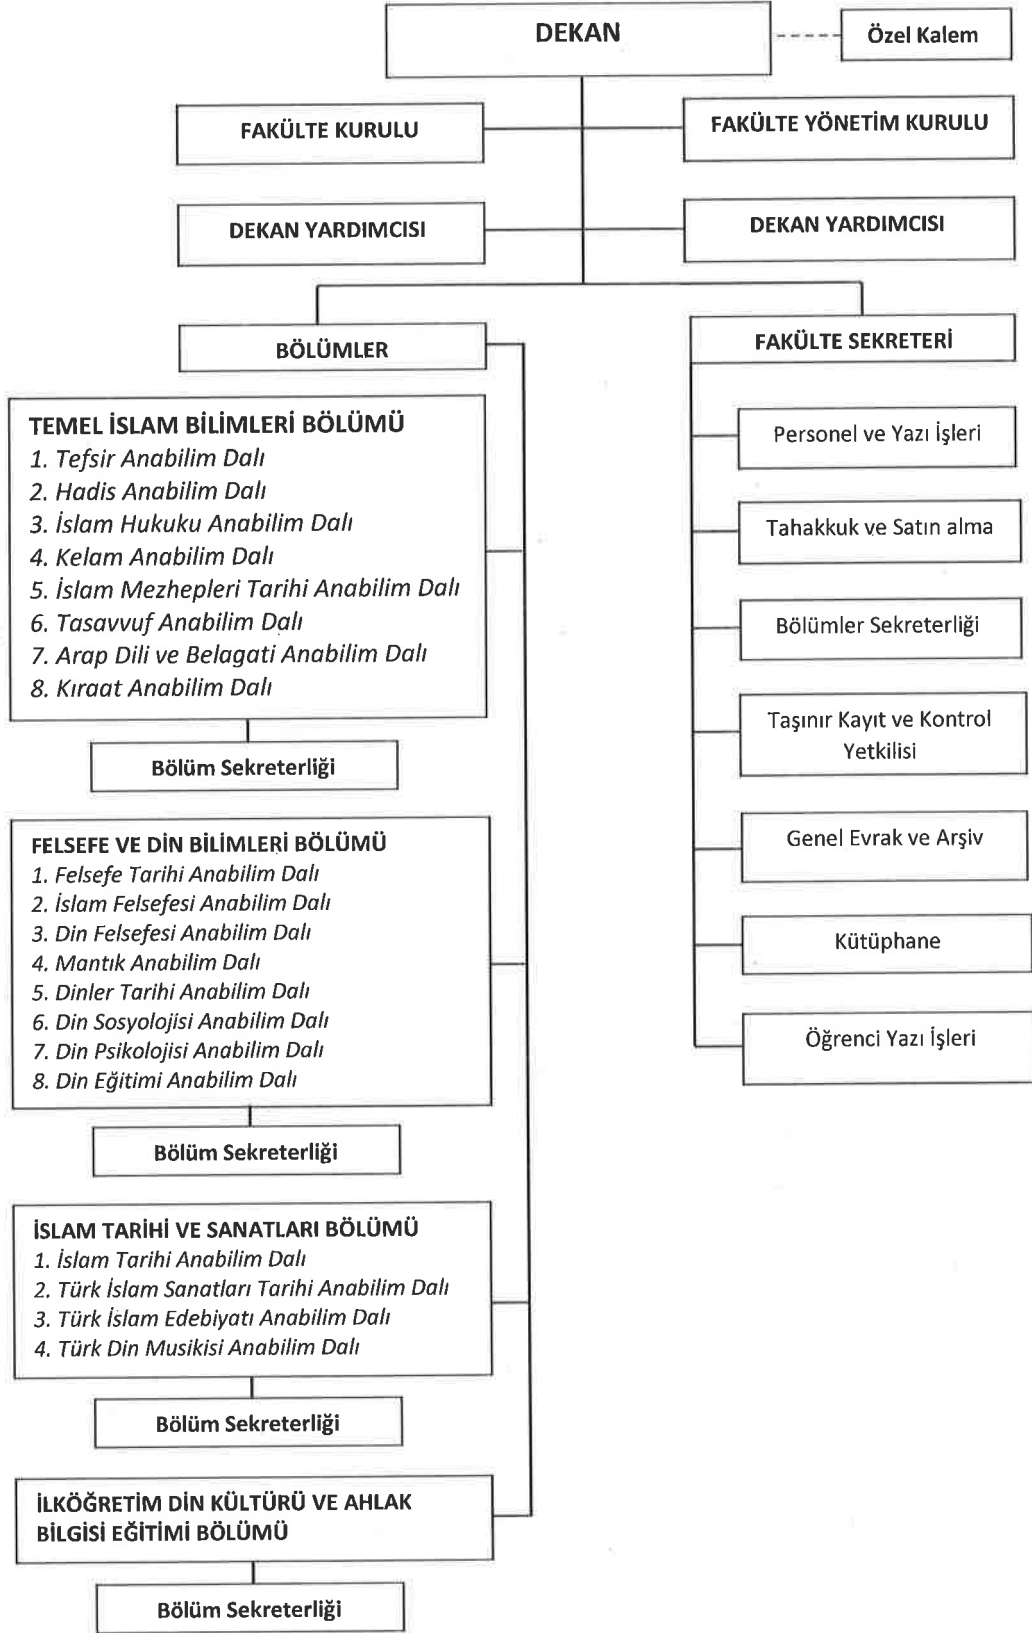 DEKAN
Özel Kalem
FAKÜLTE KURULU
FAKÜLTE YÖNETİM KURULU
DEKAN YARDIMCISI
DEKAN YARDIMCISI
BÖLÜMLER
FAKÜLTE SEKRETERİ
TEMEL İSLAM BİLİMLERİ BÖLÜMÜ
1. Tefsir Anabilim Dalı
2. Hadis Anabilim Dalı
3. İslam Hukuku Anabilim Dalı
4. Kelam Anabilim Dalı
5. İslam Mezhepleri Tarihi Anabilim Dalı
6. Tasavvuf Anabilim Dalı
7. Arap Dili ve Belagati Anabilim Dalı
8. Kıraat Anabilim Dalı
Bölüm Sekreterliği
FELSEFE VE DİN BİLİMLERİ BÖLÜMÜ
1. Felsefe Tarihi Anabilim Dalı
2. İslam Felsefesi Anabilim Dalı
3. Din Felsefesi Anabilim Dalı
4. Mantık Anabilim Dalı
5. Dinler Tarihi Anabilim Dalı
6. Din Sosyolojisi Anabilim Dalı
7. Din Psikolojisi Anabilim Dalı
8. Din Eğitimi Anabilim Dalı
Bölüm Sekreterliği
İSLAM TARİHİ VE SANATLARI BÖLÜMÜ
1. İslam Tarihi Anabilim Dalı
2. Türk İslam Sanatları Tarihi Anabilim Dalı
3. Türk İslam Edebiyatı Anabilim Dalı
4. Türk Din Musikisi Anabilim Dalı
Bölüm Sekreterliği
İLKÖĞRETİM DİN KÜLTÜRÜ VE AHLAK
BİLGİSİ EĞİTİMİ BÖLÜMÜ
Bölüm Sekreterliği
Personel ve Yazı İşleri
Tahakkuk ve Satın alma
Bölümler Sekreterliği
Taşınır Kayıt ve Kontrol
Yetkilisi
Genel Evrak ve Arşiv
Kütüphane
Öğrenci Yazı İşleri